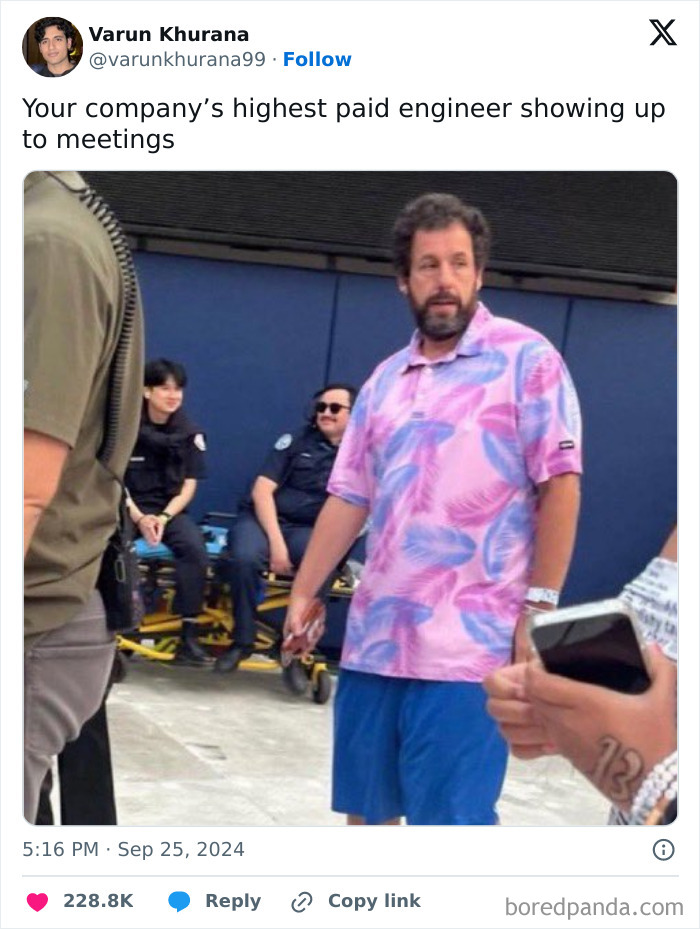 Varun Khurana
@varunkhurana99 · Follow
Your company’s highest paid engineer showing up
to meetings
13
5:16 PM · Sep 25, 2024
228.8K Reply Copy link
boredpanda.com